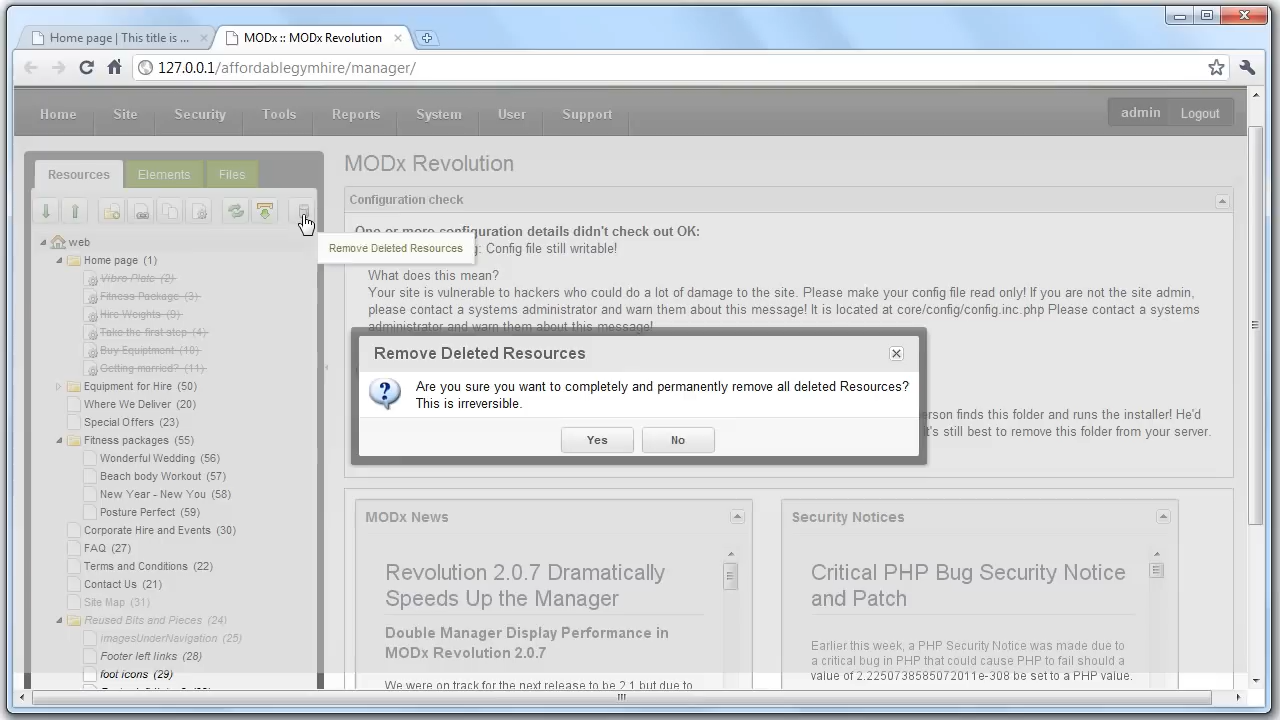 Home page | This title is ...
MODx :: MODx Revolution
127.0.0.1/affordablegymhire/manager/
Home Site Security Tools Reports System User Support
admin Logout
Resources Elements Files
MODx Revolution
Configuration check
One or more configuration details didn't check out OK:
Remove Deleted Resources
g: Config file still writable!
What does this mean?
Your site is vulnerable to hackers who could do a lot of damage to the site. Please make your config file read only! If you are not the site admin,
please contact a systems administrator and warn them about this message! It is located at core/config/config.inc.php Please contact a systems
administrator and warn them about this message!
web
Home page (1)
Vibro Plate (2)
Fitness Package (3)
Hire Weights (9)
Take the first step (4)
Buy Equipment (10)
Getting married? (11)
Equipment for Hire (50)
Where We Deliver (20)
Special Offers (23)
Fitness packages (55)
Wonderful Wedding (56)
Beach body Workout (57)
New Year - New You (58)
Posture Perfect (59)
Corporate Hire and Events (30)
FAQ (27)
Terms and Conditions (22)
Contact Us (21)
Site Map (31)
Reused Bits and Pieces (24)
imagesUnderNavigation (25)
Footer left links (28)
foot icons (29)
Remove Deleted Resources
Are you sure you want to completely and permanently remove all deleted Resources?
This is irreversible.
Yes No
erson finds this folder and runs the installer! He'd
it's still best to remove this folder from your server.
MODx News
Revolution 2.0.7 Dramatically
Speeds Up the Manager
Double Manager Display Performance in
MODx Revolution 2.0.7
We were on track for the next release to be 2.1 but due to
Security Notices
Critical PHP Bug Security Notice
and Patch
Earlier this week, a PHP Security Notice was made due to
a critical bug in PHP that could cause PHP to fail should a
value of 2.2250738585072011e-308 be set to a PHP value.